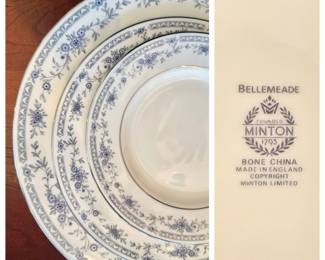 BELLEMEADE
FOUNDED
MINTON
1793
BONE CHINA
MADE IN ENGLAND
COPYRIGHT
MINTON LIMITED